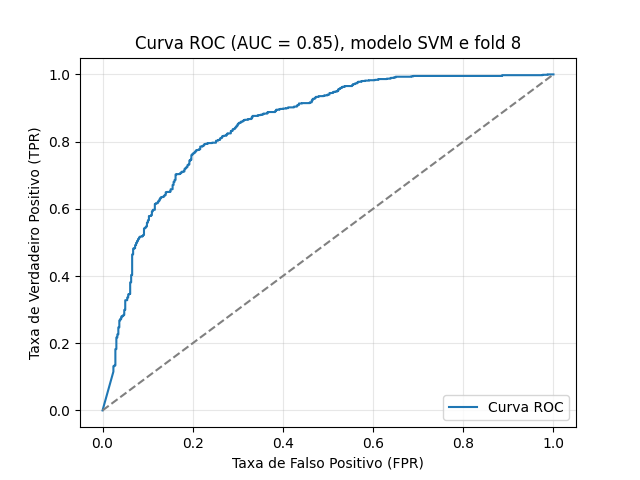 Curva ROC (AUC = 0.85), modelo SVM e fold 8
Taxa de Verdadeiro Positivo (TPR)
1.0
0.8
0.6
0.4
0.2
0.0
0.0 0.2 0.4 0.6 0.8 1.0
Taxa de Falso Positivo (FPR)
Curva ROC